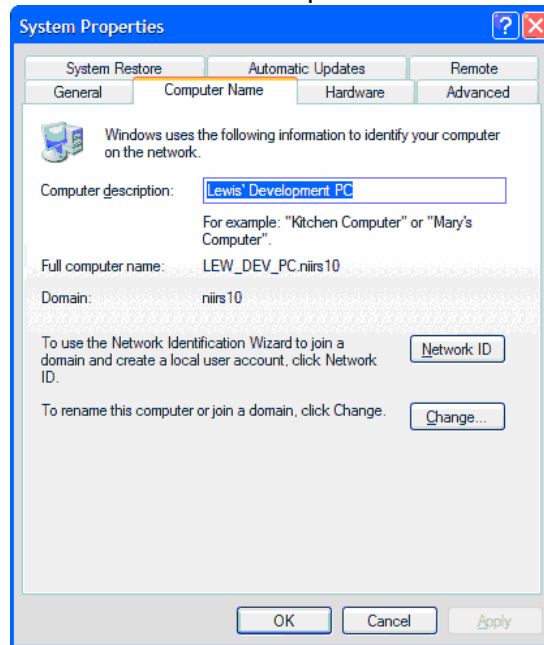 System Properties
System Restore Automatic Updates Remote
General Computer Name Hardware Advanced
Windows uses the following information to identify your computer
on the network.
Computer description: Lewis' Development PC
For example: "Kitchen Computer" or "Mary's
Computer".
Full computer name: LEW_DEV_PC.niirs10
Domain: niirs10
To use the Network Identification Wizard to join a
domain and create a local user account, click Network
ID.
Network ID
To rename this computer or join a domain, click Change.
Change...
OK Cancel Apply